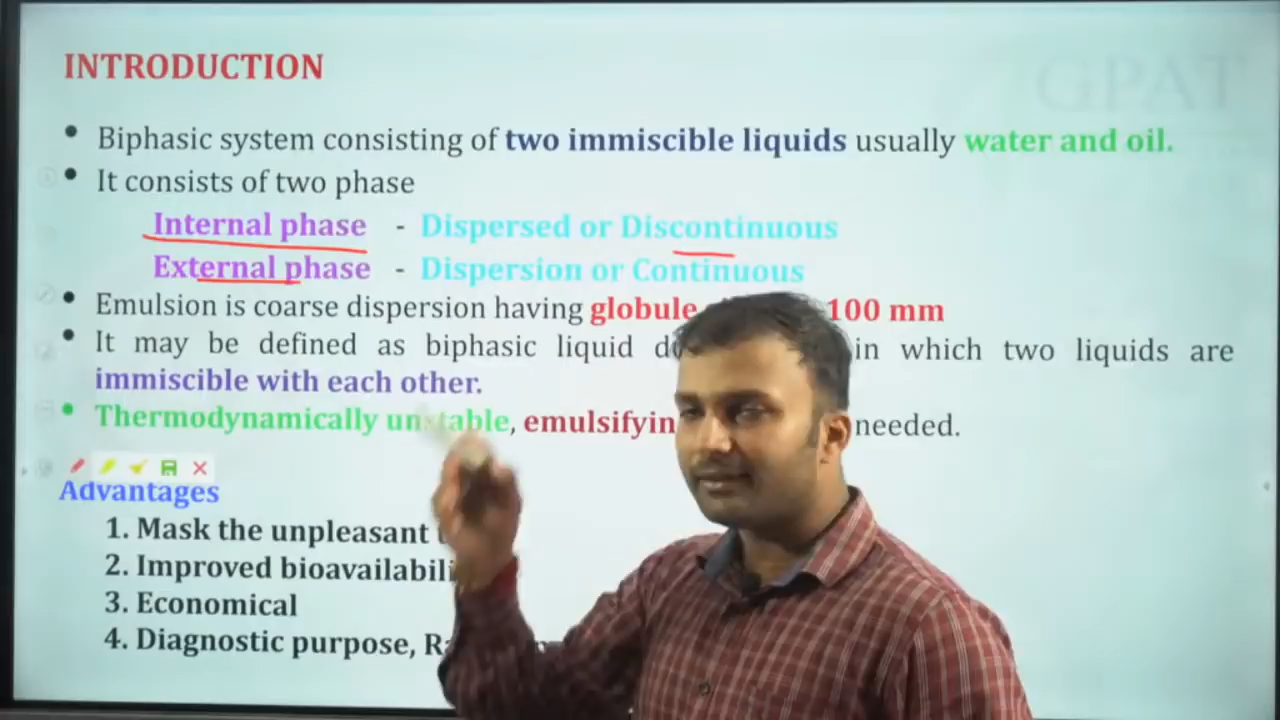 GPAT
INTRODUCTION
• Biphasic system consisting of two immiscible liquids usually water and oil.
• It consists of two phase
Internal phase - Dispersed or Discontinuous
External phase - Dispersion or Continuous
• Emulsion is coarse dispersion having globule 100 mm
• It may be defined as biphasic liquid in which two liquids are
immiscible with each other.
• Thermodynamically unstable, needed.
Advantages
1. Mask the unpleasant
2. Improved
3. Economical
4. Diagnostic purpose,